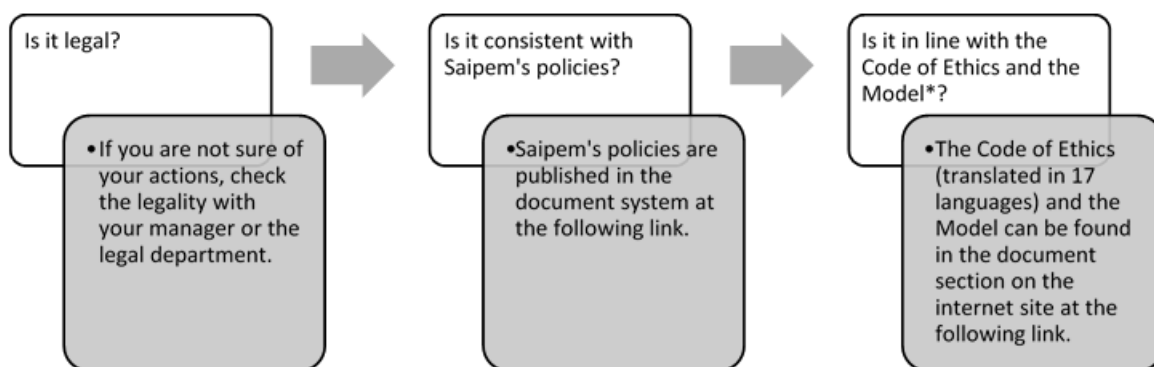 Is it legal?
•If you are not sure of
your actions, check
the legality with
your manager or the
legal department.
Is it consistent with
Saipem's policies?
•Saipem's policies are
published in the
document system at
the following link.
Is it in line with the
Code of Ethics and the
Model*?
•The Code of Ethics
(translated in 17
languages) and the
Model can be found
in the document
section on the
internet site at the
following link.